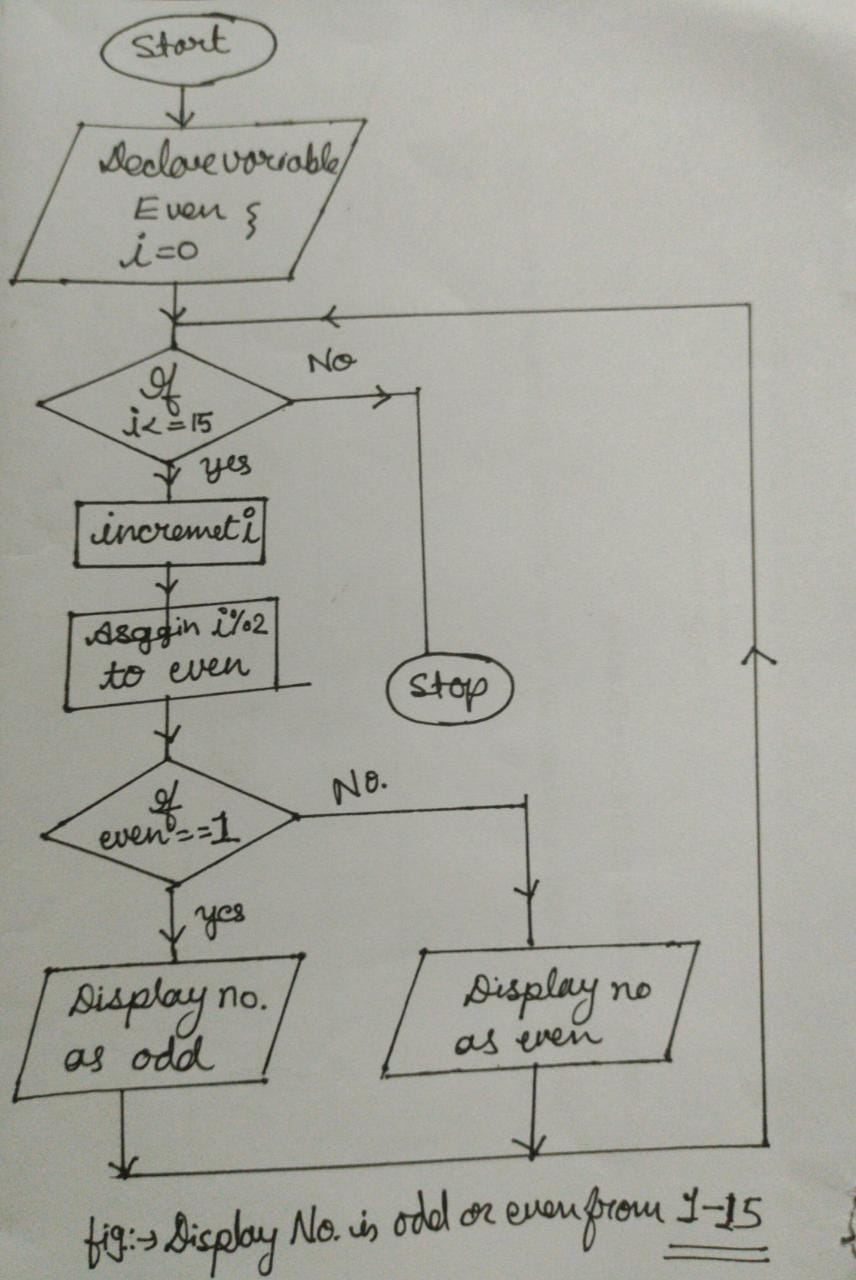 Start
Declare variable
Even {
i=0
If
i<=15
No
yes
incremet i
Asggin i%2
to even
Stop
If
even==1
No.
yes
Display no.
as odd
Display no
as even
fig:→ Display No. is odd or even from 1-15